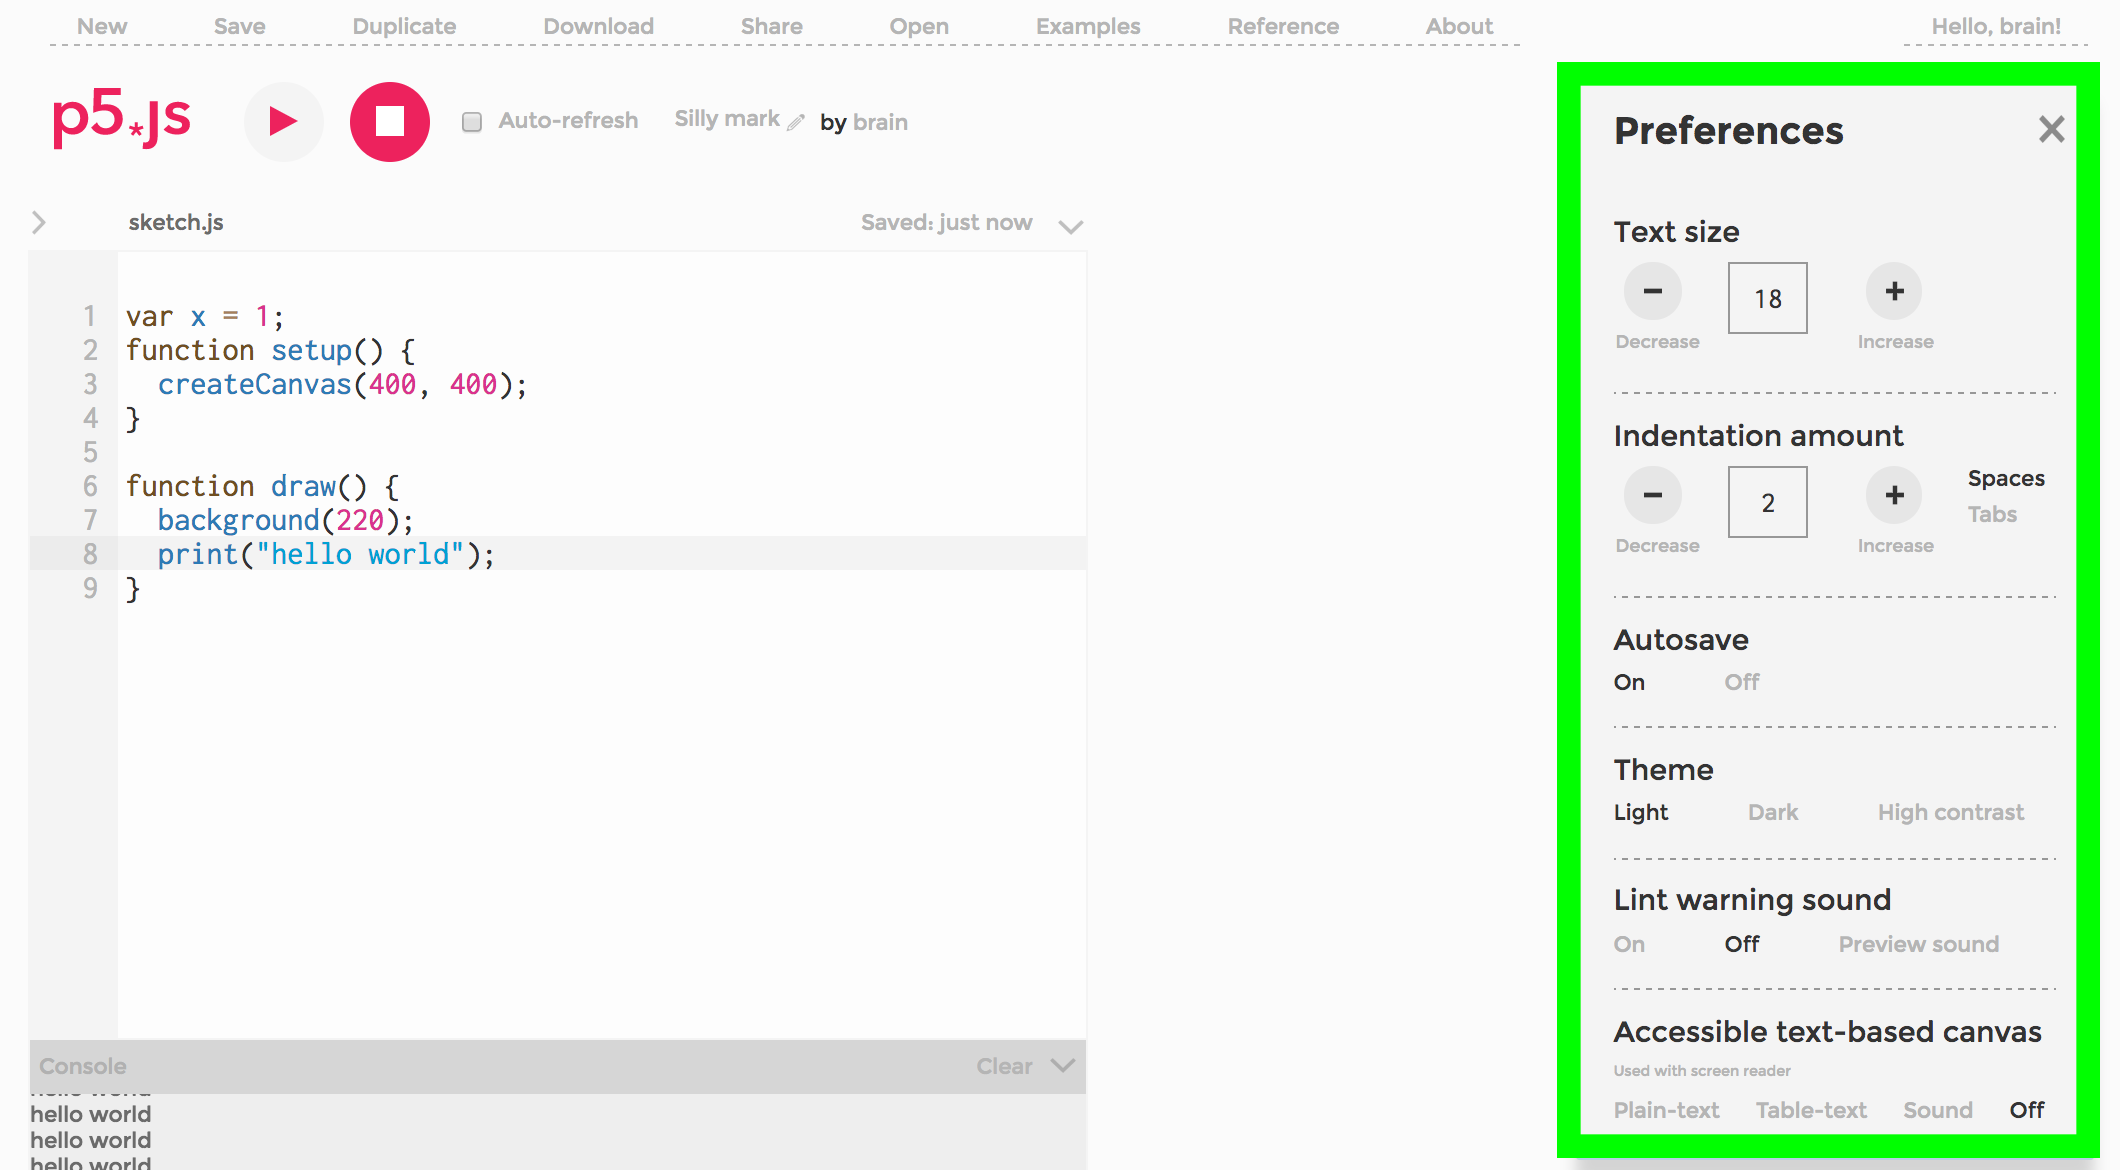 New Save Duplicate Download Share Open Examples Reference About Hello, brain!
p5*js Auto-refresh Silly mark by brain
sketch.js Saved: just now
1 var x = 1;
2 function setup() {
3   createCanvas(400, 400);
4 }
5
6 function draw() {
7   background(220);
8   print("hello world");
9 }
Console Clear
hello world
hello world
hello world
hello world
Preferences
Text size
18
Decrease Increase
Indentation amount
2 Spaces
Tabs
Decrease Increase
Autosave
On Off
Theme
Light Dark High contrast
Lint warning sound
On Off Preview sound
Accessible text-based canvas
Used with screen reader
Plain-text Table-text Sound Off